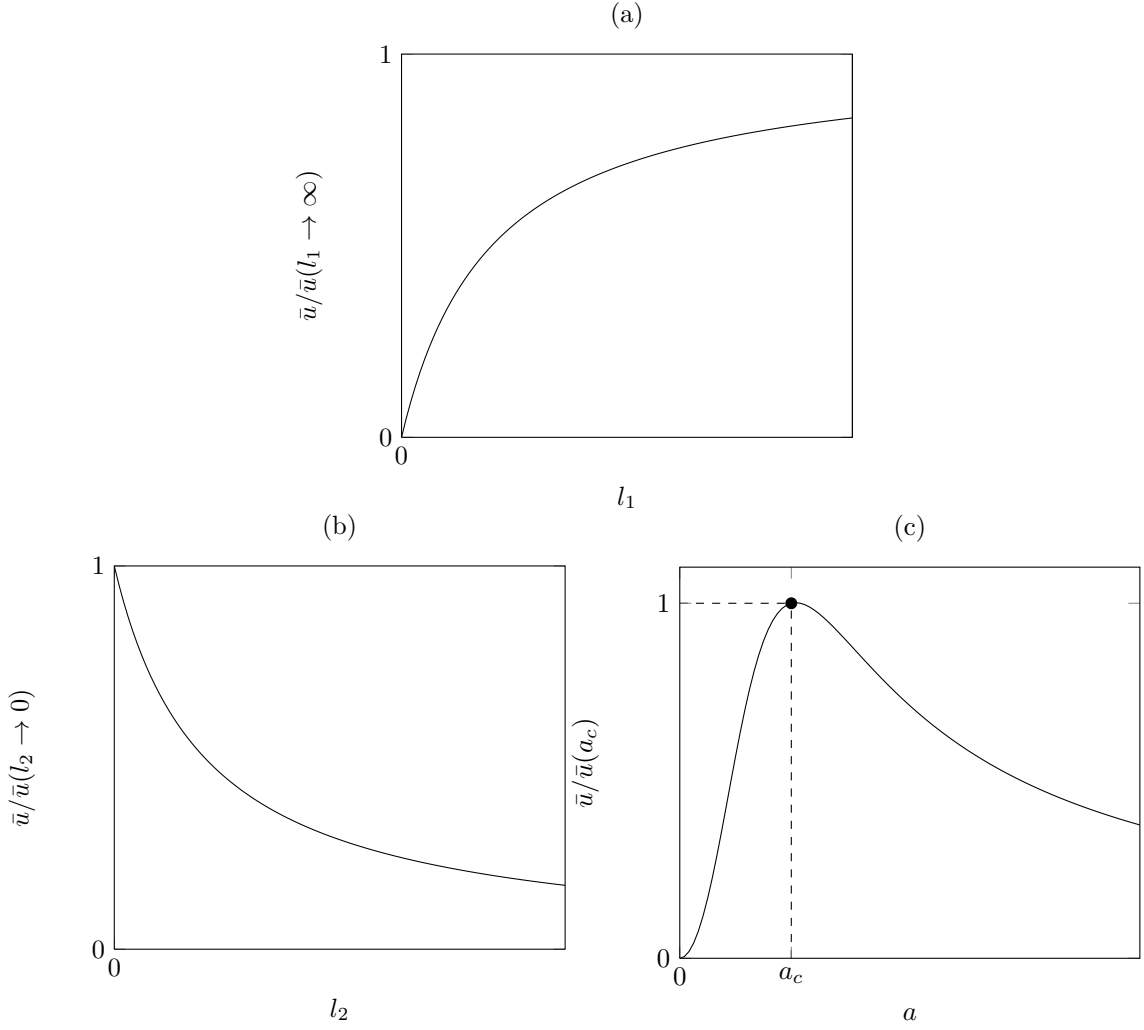 (a)
1
0
0
ū/ū(l₁ → ∞)
l₁
(b)
1
0
0
ū/ū(l₂ → 0)
l₂
(c)
1
0
0
a_c
ū/ū(a_c)
a